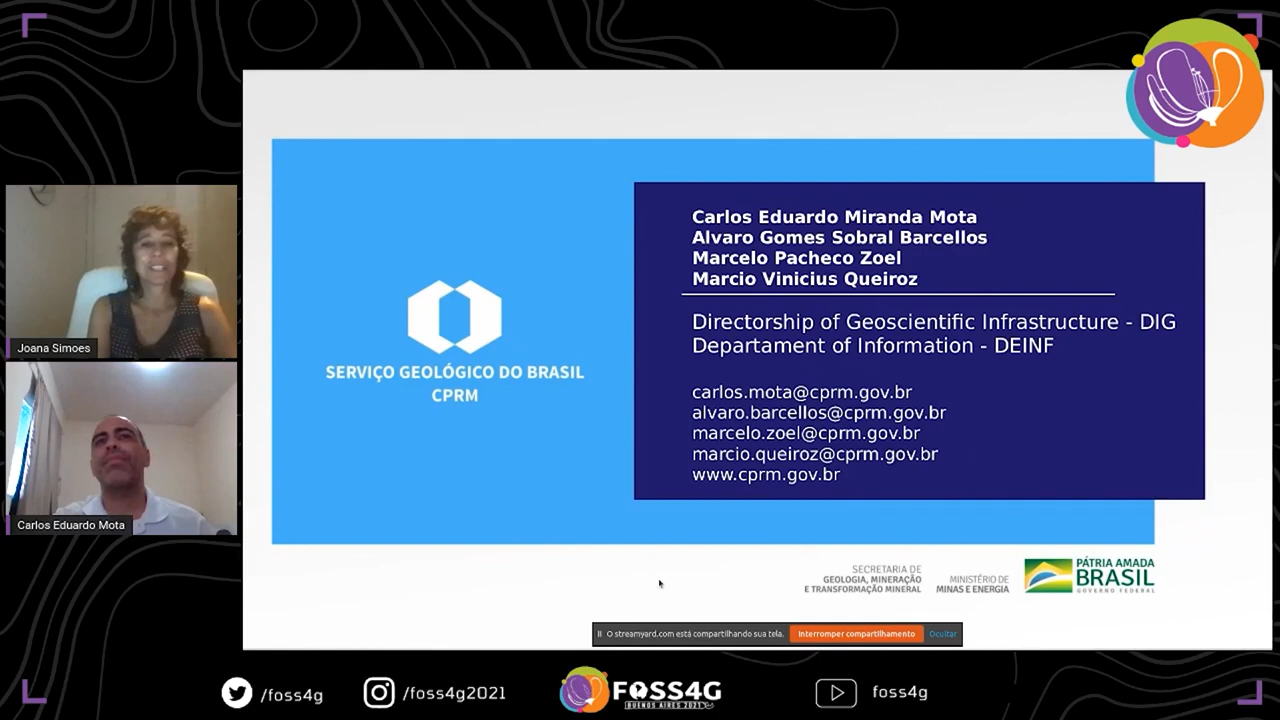 Joana Simoes
Carlos Eduardo Mota
SERVIÇO GEOLÓGICO DO BRASIL
CPRM
Carlos Eduardo Miranda Mota
Alvaro Gomes Sobral Barcellos
Marcelo Pacheco Zoel
Marcio Vinicius Queiroz
Directorship of Geoscientific Infrastructure - DIG
Departament of Information - DEINF
carlos.mota@cprm.gov.br
alvaro.barcellos@cprm.gov.br
marcelo.zoel@cprm.gov.br
marcio.queiroz@cprm.gov.br
www.cprm.gov.br
SECRETARIA DE
GEOLOGIA, MINERAÇÃO
E TRANSFORMAÇÃO MINERAL
MINISTÉRIO DE
MINAS E ENERGIA
PÁTRIA AMADA
BRASIL
GOVERNO FEDERAL
O streamyard.com está compartilhando sua tela.
Interromper compartilhamento
Ocultar
/foss4g
/foss4g2021
FOSS4G
BUENOS AIRES 2021
foss4g